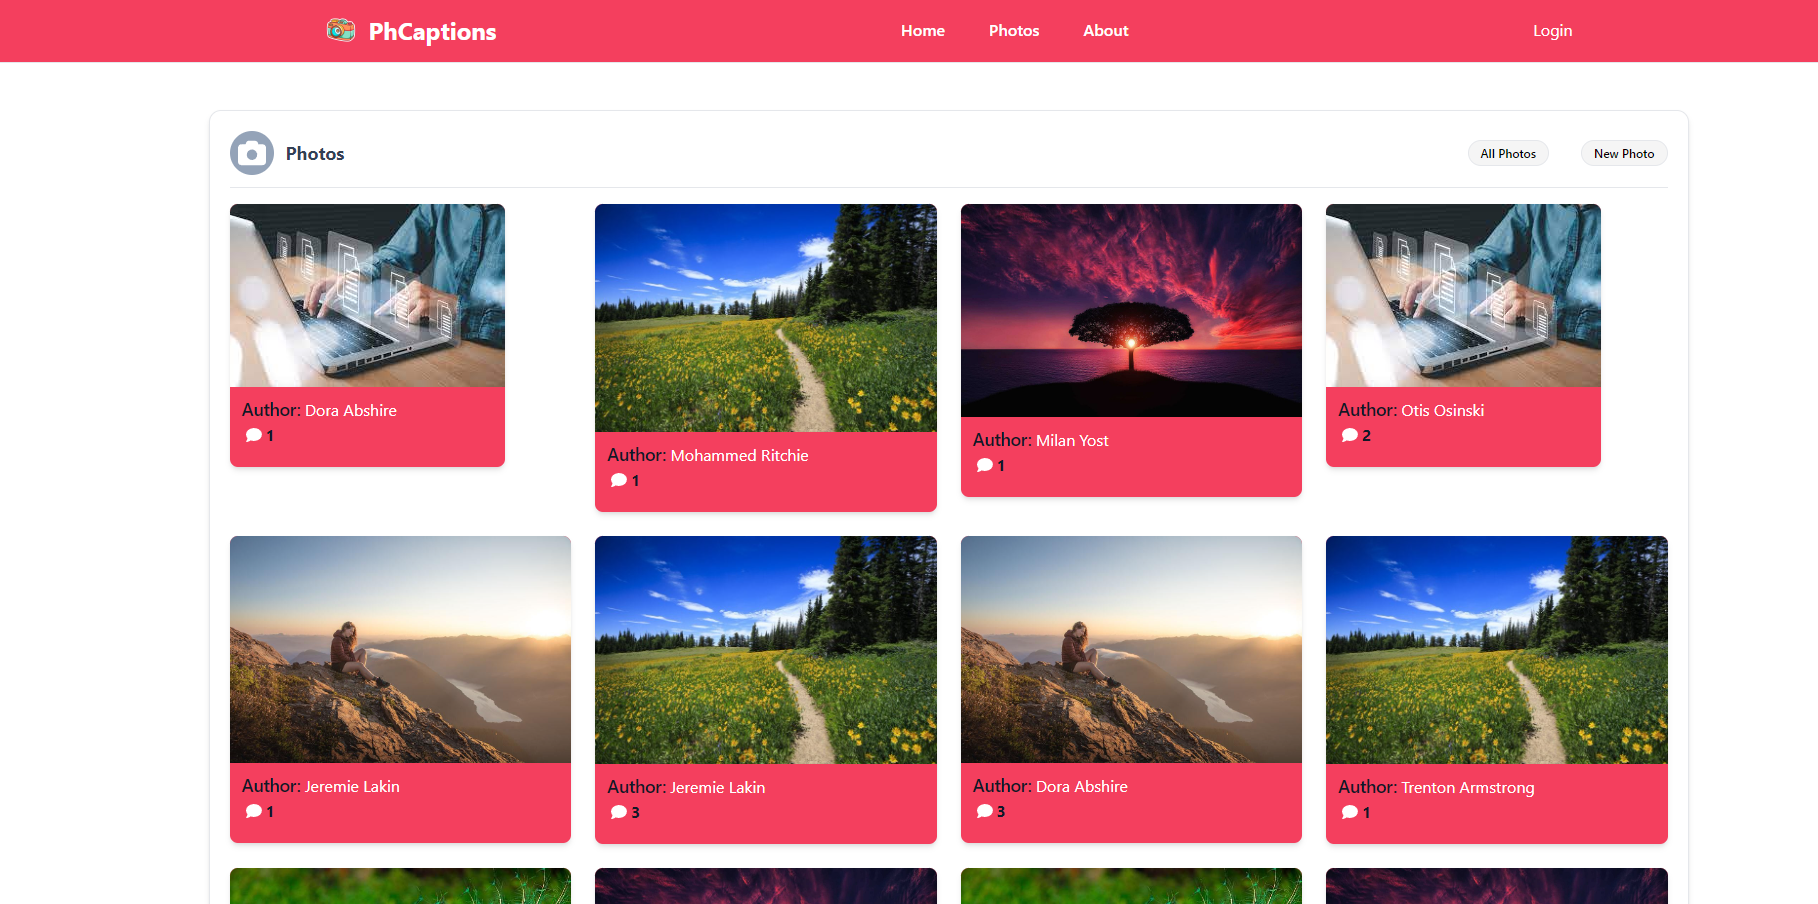 PhCaptions
Home
Photos
About
Login
Photos
All Photos
New Photo
Author: Dora Abshire
1
Author: Mohammed Ritchie
1
Author: Milan Yost
1
Author: Otis Osinski
2
Author: Jeremie Lakin
1
Author: Jeremie Lakin
3
Author: Dora Abshire
3
Author: Trenton Armstrong
1